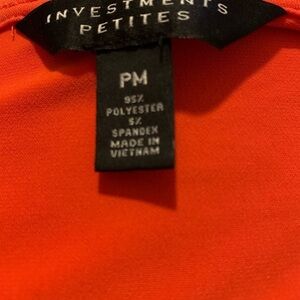 INVESTMENTS
PETITES
PM
95%
POLYESTER
5%
SPANDEX
MADE IN
VIETNAM